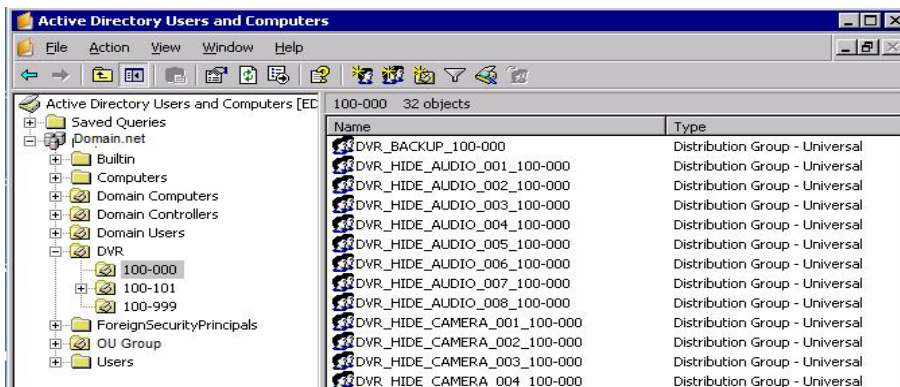 Active Directory Users and Computers
File Action View Window Help
Active Directory Users and Computers [ED
Saved Queries
Domain.net
Builtin
Computers
Domain Computers
Domain Controllers
Domain Users
DVR
100-000
100-101
100-999
ForeignSecurityPrincipals
OU Group
Users
100-000 32 objects
Name Type
DVR_BACKUP_100-000 Distribution Group - Universal
DVR_HIDE_AUDIO_001_100-000 Distribution Group - Universal
DVR_HIDE_AUDIO_002_100-000 Distribution Group - Universal
DVR_HIDE_AUDIO_003_100-000 Distribution Group - Universal
DVR_HIDE_AUDIO_004_100-000 Distribution Group - Universal
DVR_HIDE_AUDIO_005_100-000 Distribution Group - Universal
DVR_HIDE_AUDIO_006_100-000 Distribution Group - Universal
DVR_HIDE_AUDIO_007_100-000 Distribution Group - Universal
DVR_HIDE_AUDIO_008_100-000 Distribution Group - Universal
DVR_HIDE_CAMERA_001_100-000 Distribution Group - Universal
DVR_HIDE_CAMERA_002_100-000 Distribution Group - Universal
DVR_HIDE_CAMERA_003_100-000 Distribution Group - Universal
DVR_HIDE_CAMERA_004_100-000 Distribution Group - Universal